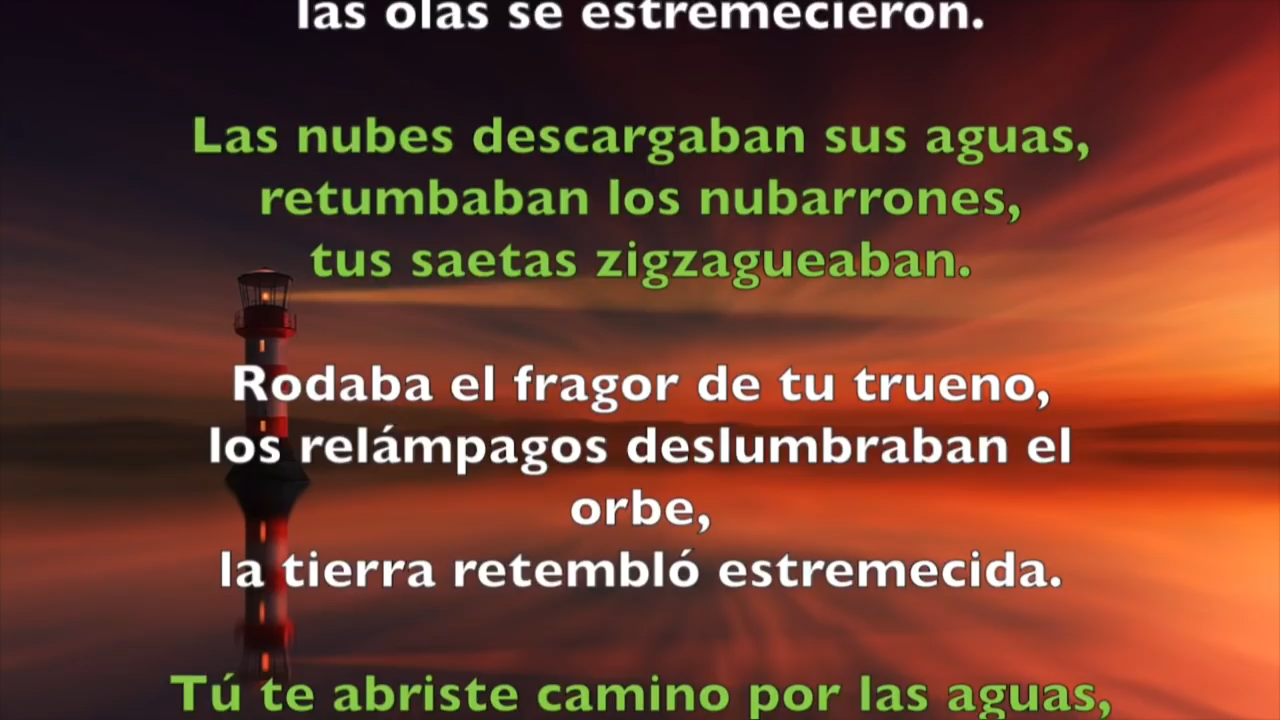 las olas se estremecieron.
Las nubes descargaban sus aguas,
retumbaban los nubarrones,
tus saetas zigzagueaban.
Rodaba el fragor de tu trueno,
los relámpagos deslumbraban el
orbe,
la tierra retembló estremecida.
Tú te abriste camino por las aguas,